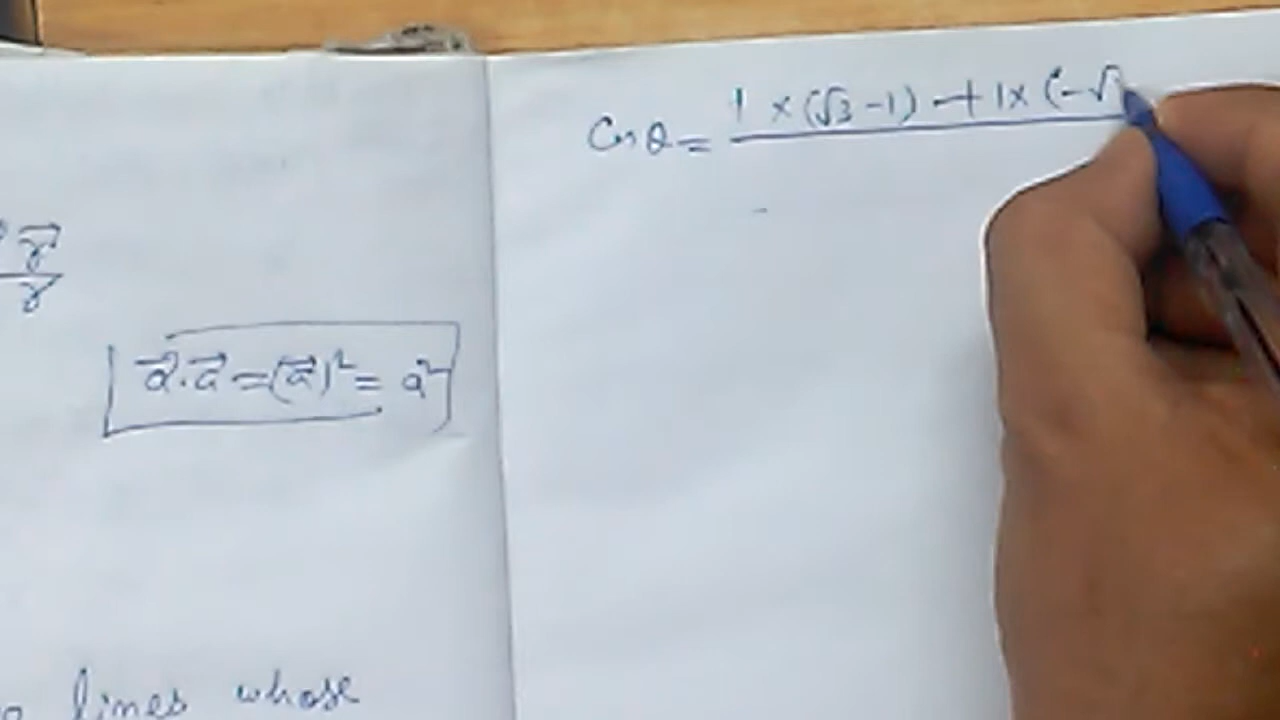 Cos θ = 1 × (√3 - 1) + 1 × (-√
r⃗
r
a⃗ . a⃗ = (a⃗)² = a²
lines whose